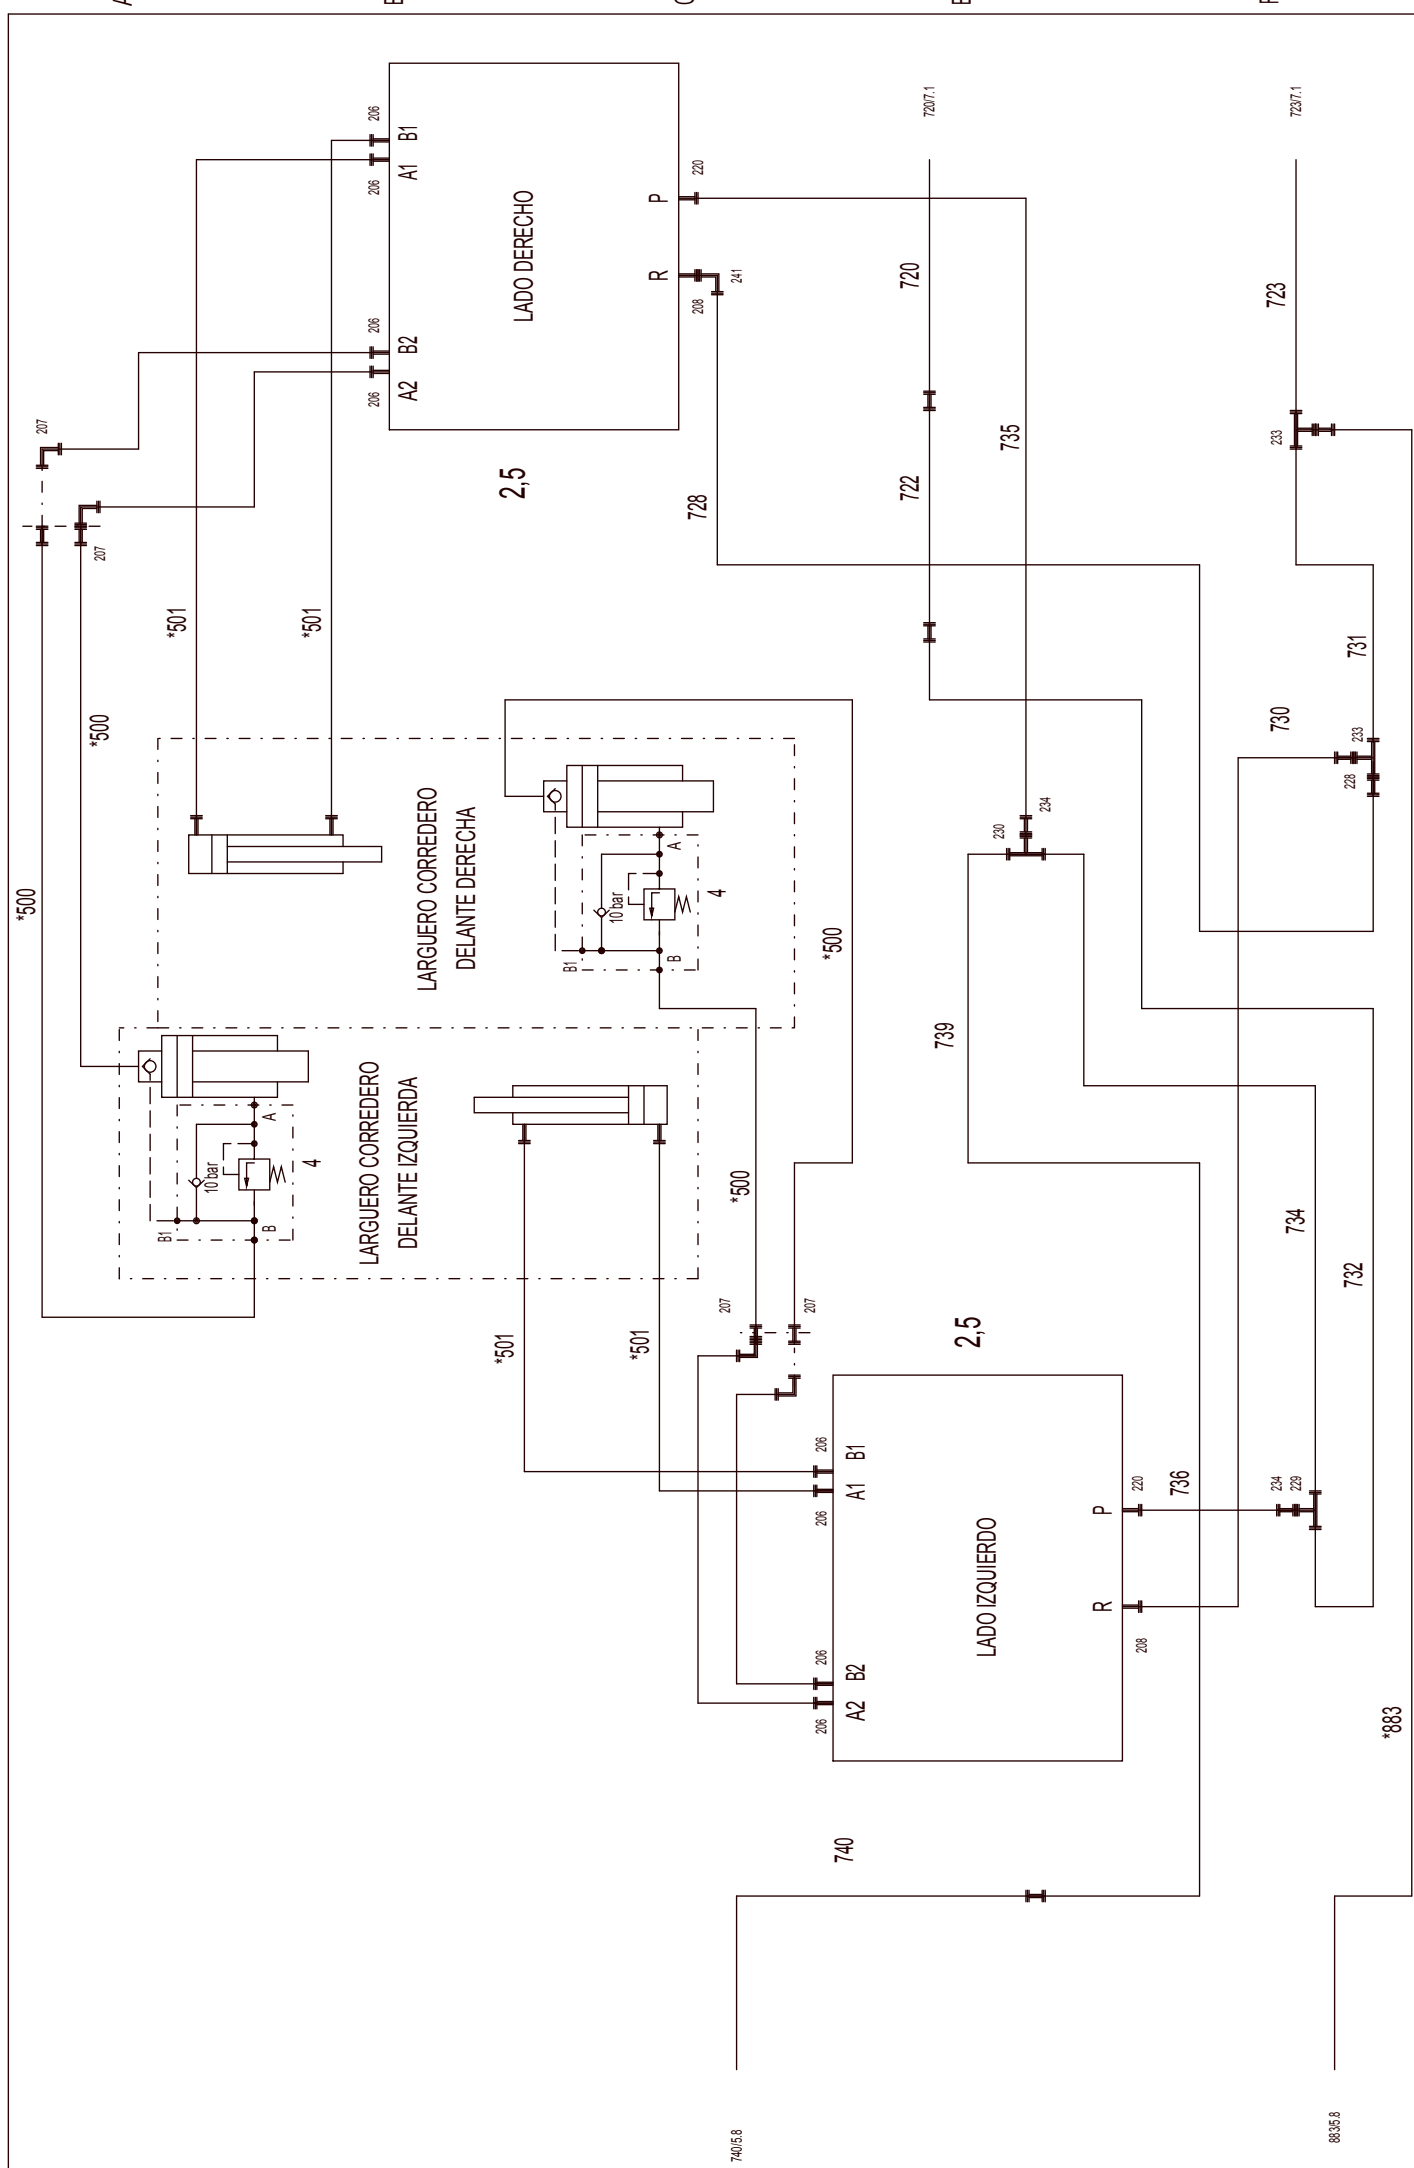 *500
207
*500
207
*501
B1
10 bar
B
A
4
*501
LARGUERO CORREDERO
DELANTE IZQUIERDA
206
206
206
206
A2
B2
A1
B1
LARGUERO CORREDERO
DELANTE DERECHA
*501
2,5
LADO DERECHO
B1
10 bar
B
A
4
*501
R
P
728
208
220
207
*500
241
207
*500
206
206
206
206
A2
B2
A1
B1
740/5.8
740
722
720
720/7.1
739
2,5
LADO IZQUIERDO
230
735
234
R
P
208
220
736
234
730
233
723
229
734
723/7.1
883/5.8
732
228
233
731
*883